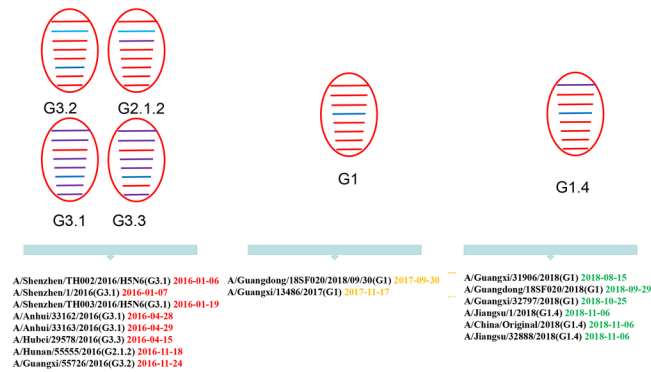 G3.2 G2.1.2
G3.1 G3.3
G1
G1.4
A/Shenzhen/TH002/2016/H5N6(G3.1) 2016-01-06
A/Shenzhen/1/2016(G3.1) 2016-01-07
A/Shenzhen/TH003/2016/H5N6(G3.1) 2016-01-19
A/Anhui/33162/2016(G3.1) 2016-04-28
A/Anhui/33163/2016(G3.1) 2016-04-29
A/Hubei/29578/2016(G3.3) 2016-04-15
A/Hunan/55555/2016(G2.1.2) 2016-11-18
A/Guangxi/55726/2016(G3.2) 2016-11-24
A/Guangdong/18SF020/2018/09/30(G1) 2017-09-30
A/Guangxi/13486/2017(G1) 2017-11-17
A/Guangxi/31906/2018(G1) 2018-08-15
A/Guangdong/18SF020/2018(G1) 2018-09-29
A/Guangxi/32797/2018(G1) 2018-10-25
A/Jiangsu/1/2018(G1.4) 2018-11-06
A/China/Original/2018(G1.4) 2018-11-06
A/Jiangsu/32888/2018(G1.4) 2018-11-06